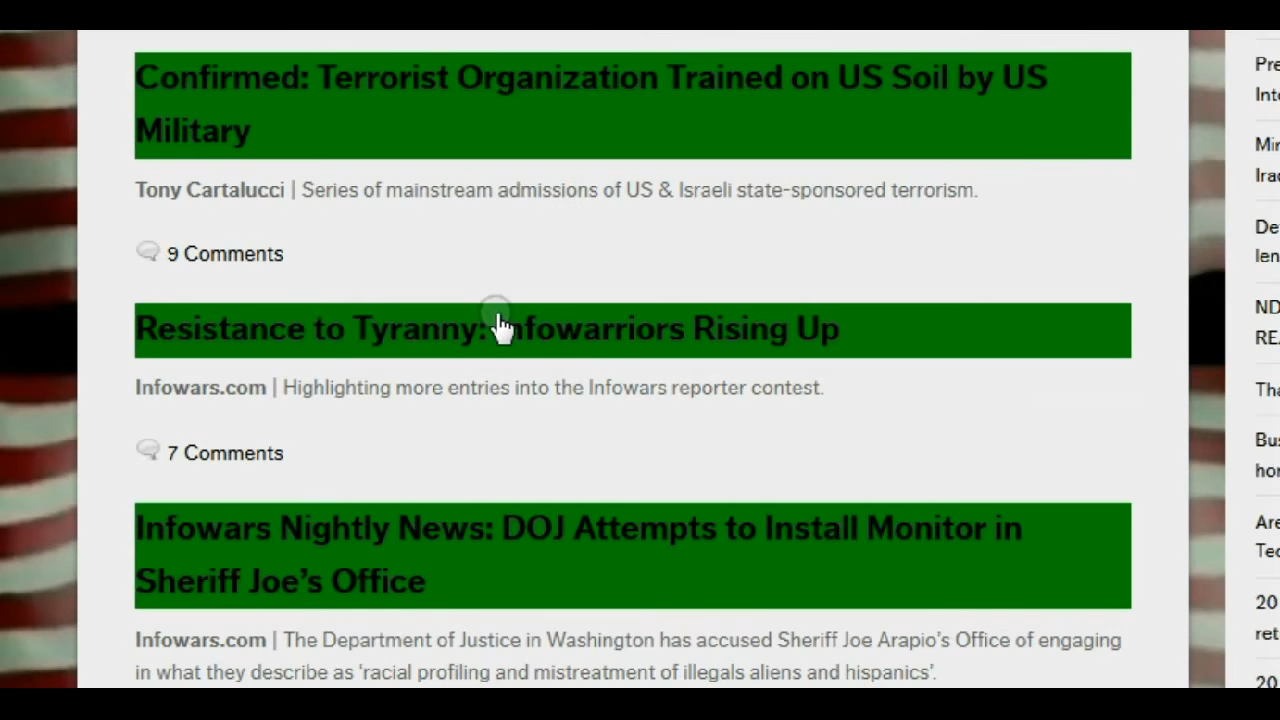 Confirmed: Terrorist Organization Trained on US Soil by US
Military
Tony Cartalucci | Series of mainstream admissions of US & Israeli state-sponsored terrorism.
9 Comments
Resistance to Tyranny: Infowarriors Rising Up
Infowars.com | Highlighting more entries into the Infowars reporter contest.
7 Comments
Infowars Nightly News: DOJ Attempts to Install Monitor in
Sheriff Joe's Office
Infowars.com | The Department of Justice in Washington has accused Sheriff Joe Arapio's Office of engaging
in what they describe as 'racial profiling and mistreatment of illegals aliens and hispanics'.
20
20